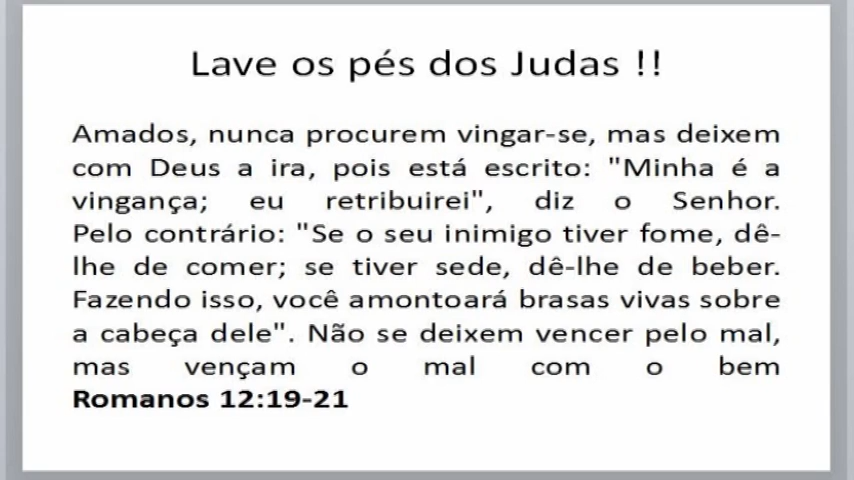 Lave os pés dos Judas !!
Amados, nunca procurem vingar-se, mas deixem
com Deus a ira, pois está escrito: "Minha é a
vingança; eu retribuirei", diz o Senhor.
Pelo contrário: "Se o seu inimigo tiver fome, dê-
lhe de comer; se tiver sede, dê-lhe de beber.
Fazendo isso, você amontoará brasas vivas sobre
a cabeça dele". Não se deixem vencer pelo mal,
mas vençam o mal com o bem
Romanos 12:19-21